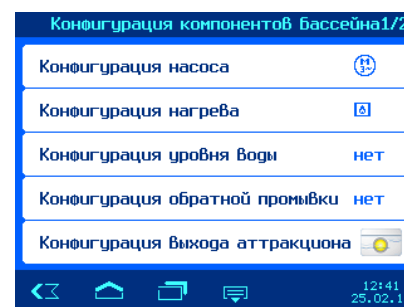 Конфигурация компонентов бассейна1/2
Конфигурация насоса
M
3~
Конфигурация нагрева
Конфигурация уровня воды нет
Конфигурация обратной промывки нет
Конфигурация выхода аттракциона
12:41
25.02.1